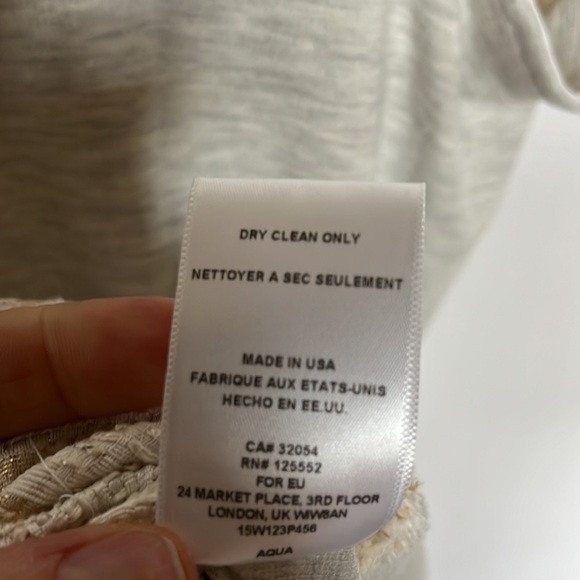 DRY CLEAN ONLY
NETTOYER A SEC SEULEMENT
MADE IN USA
FABRIQUE AUX ETATS-UNIS
HECHO EN EE.UU.
CA# 32054
RN# 125552
FOR EU
24 MARKET PLACE, 3RD FLOOR
LONDON, UK WIW8AN
15W123P456
AQUA